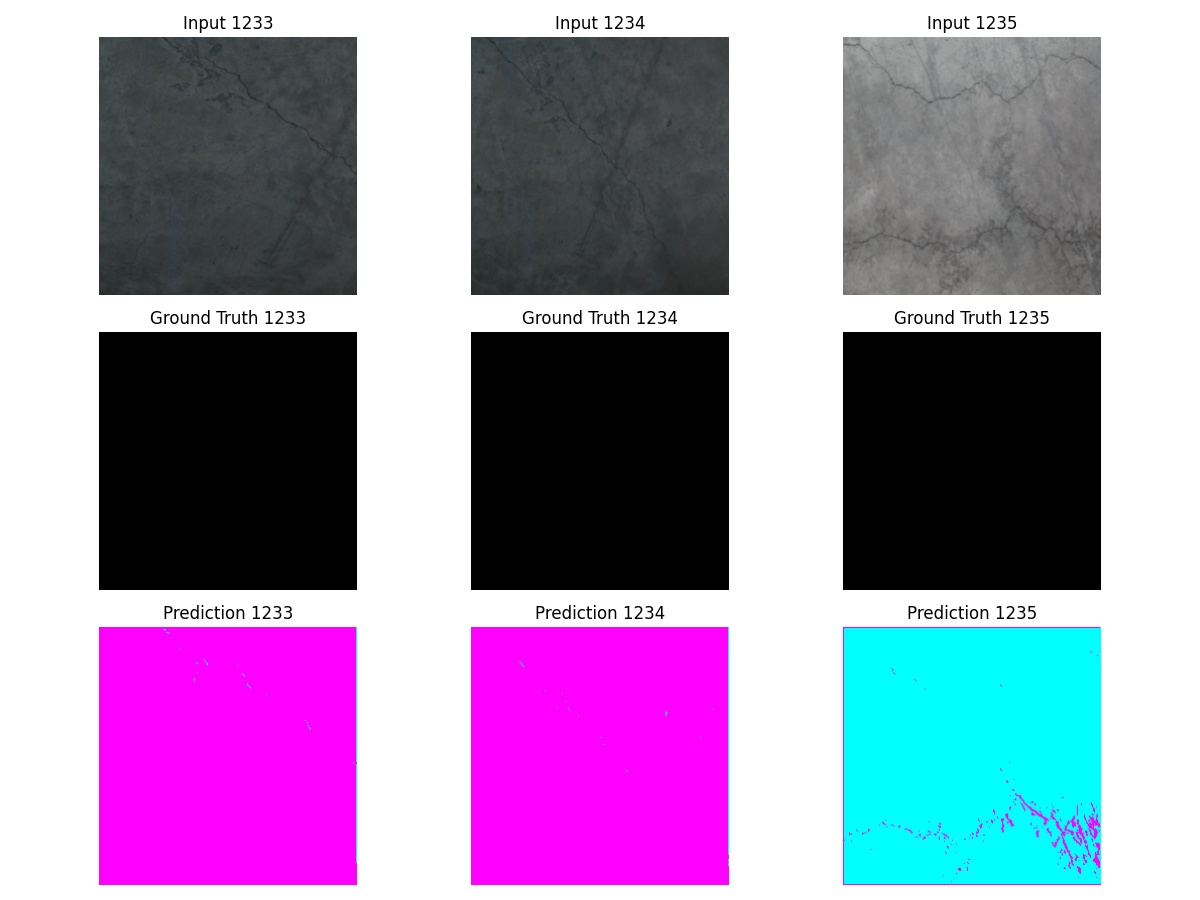 Input 1233
Input 1234
Input 1235
Ground Truth 1233
Ground Truth 1234
Ground Truth 1235
Prediction 1233
Prediction 1234
Prediction 1235